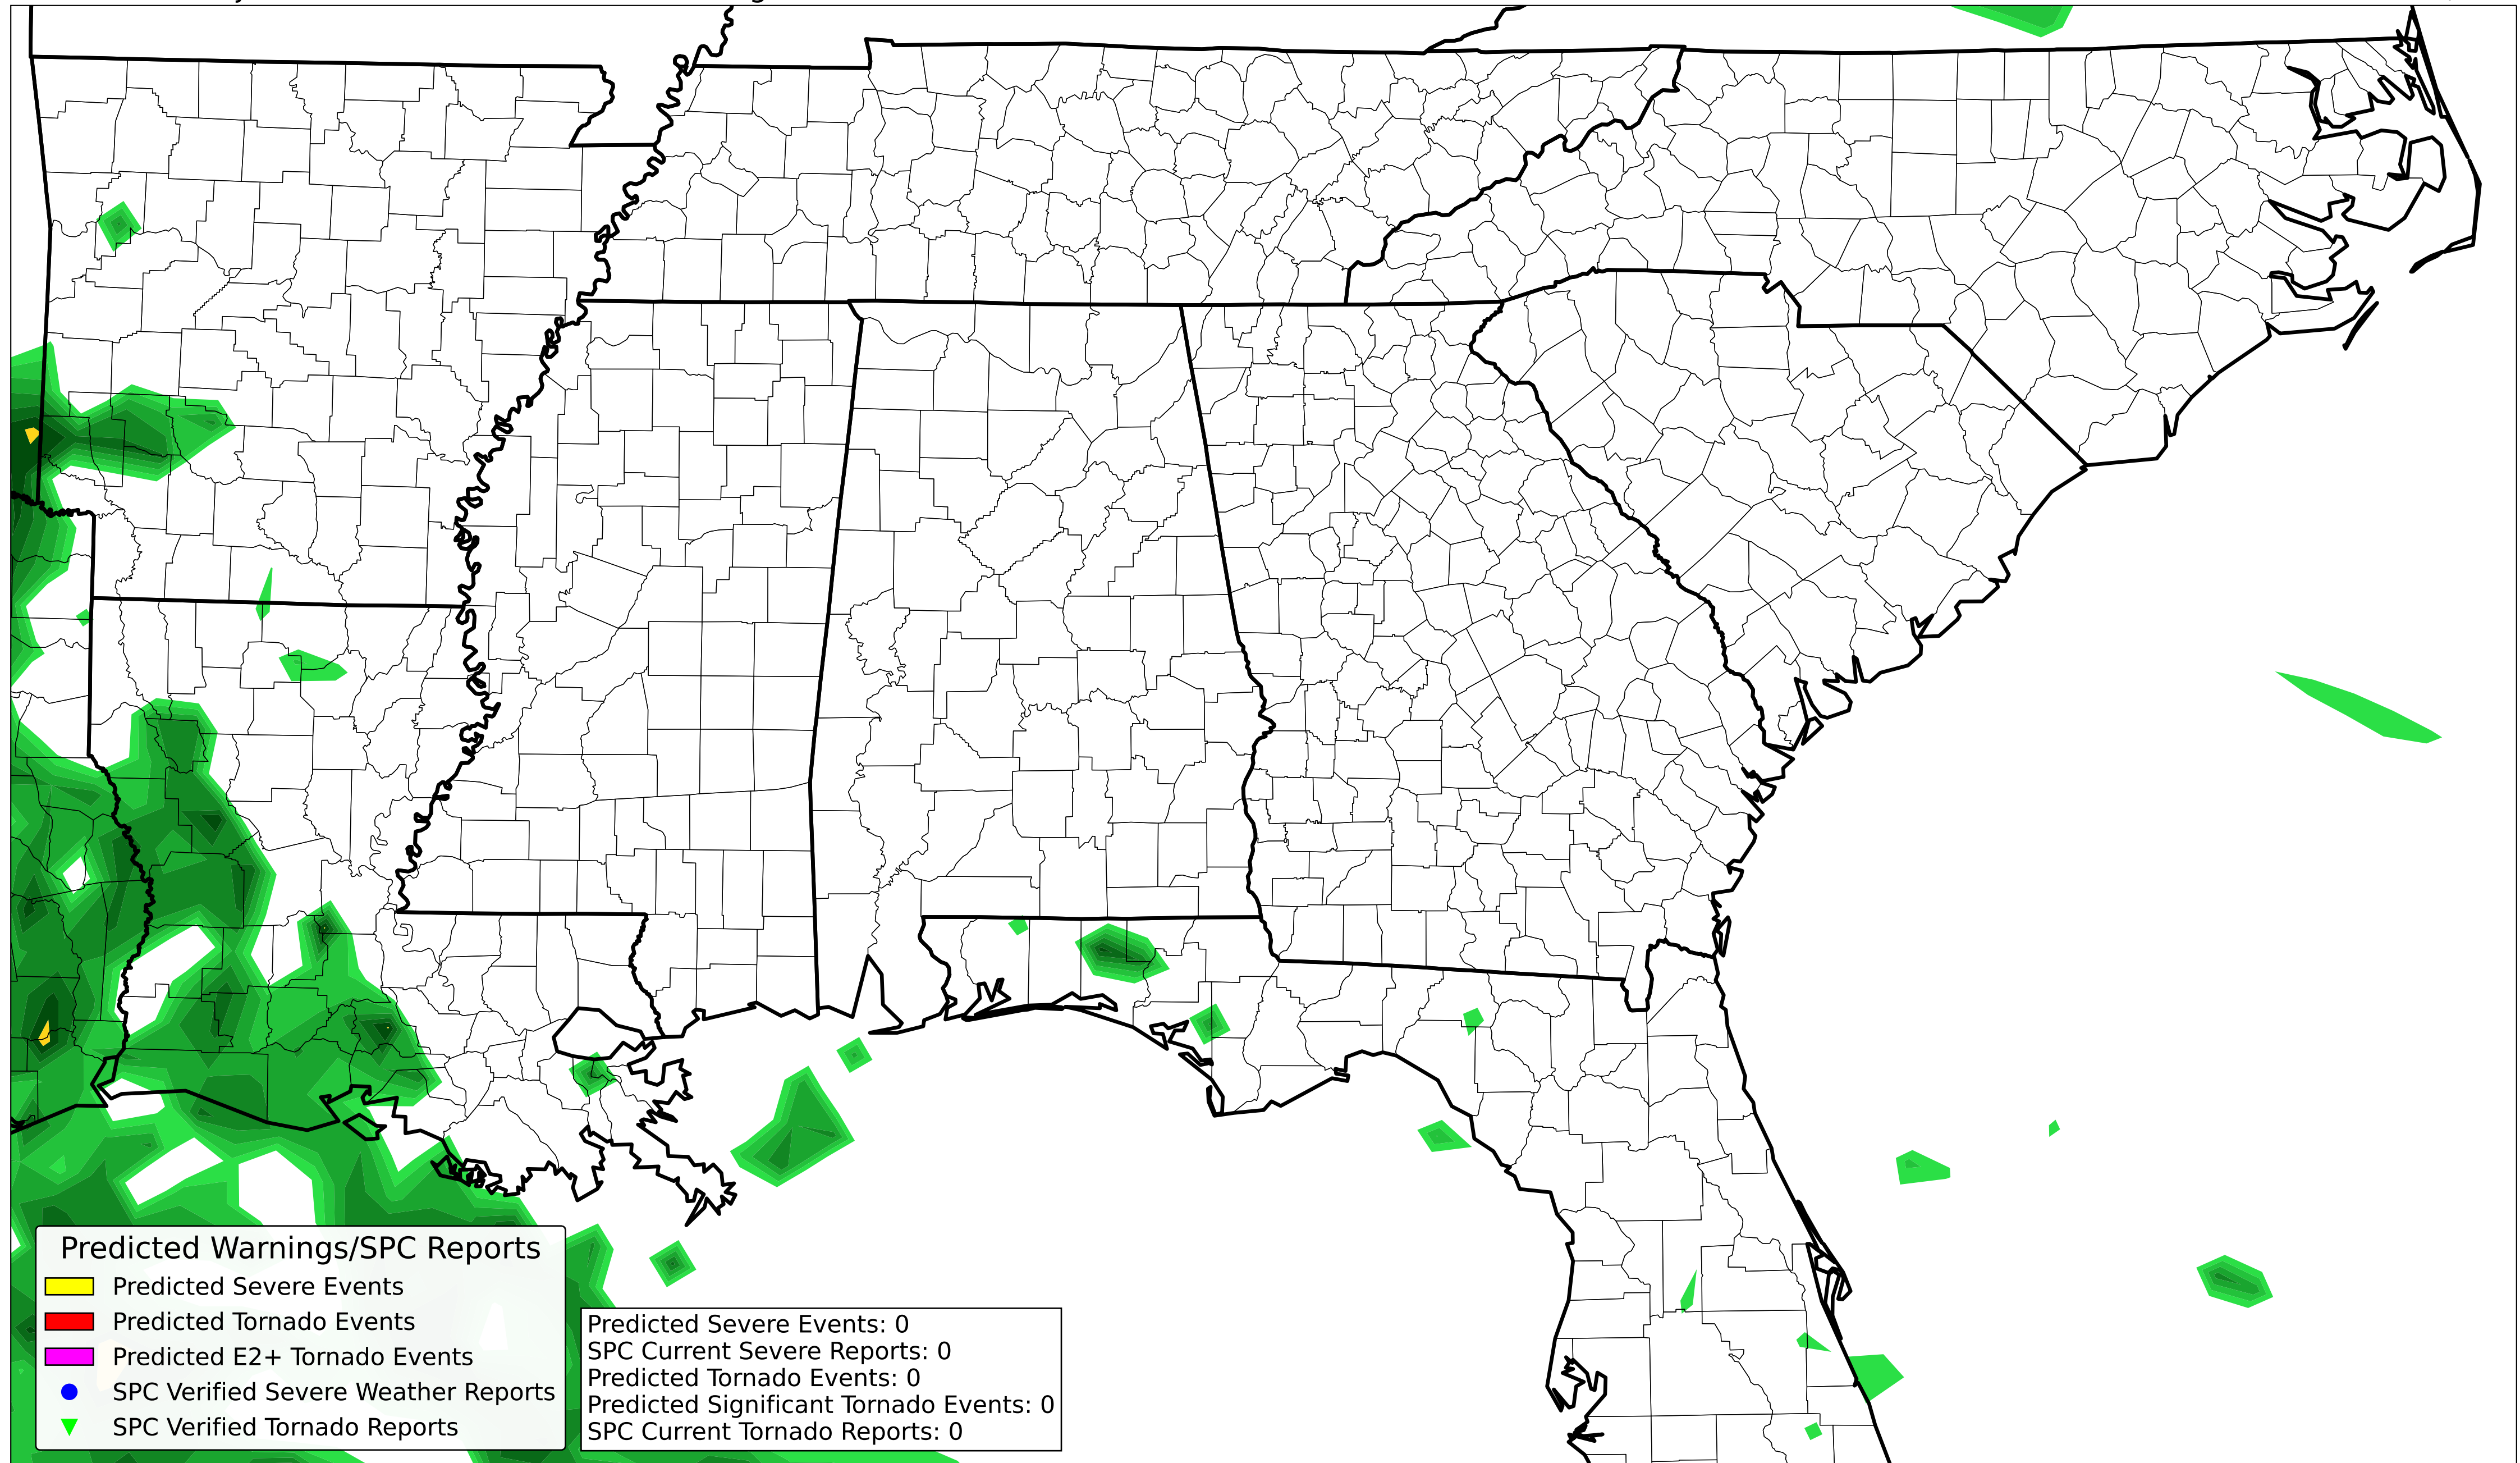 Predicted Warnings/SPC Reports
Predicted Severe Events
Predicted Tornado Events
Predicted E2+ Tornado Events
SPC Verified Severe Weather Reports
SPC Verified Tornado Reports
Predicted Severe Events: 0
SPC Current Severe Reports: 0
Predicted Tornado Events: 0
Predicted Significant Tornado Events: 0
SPC Current Tornado Reports: 0